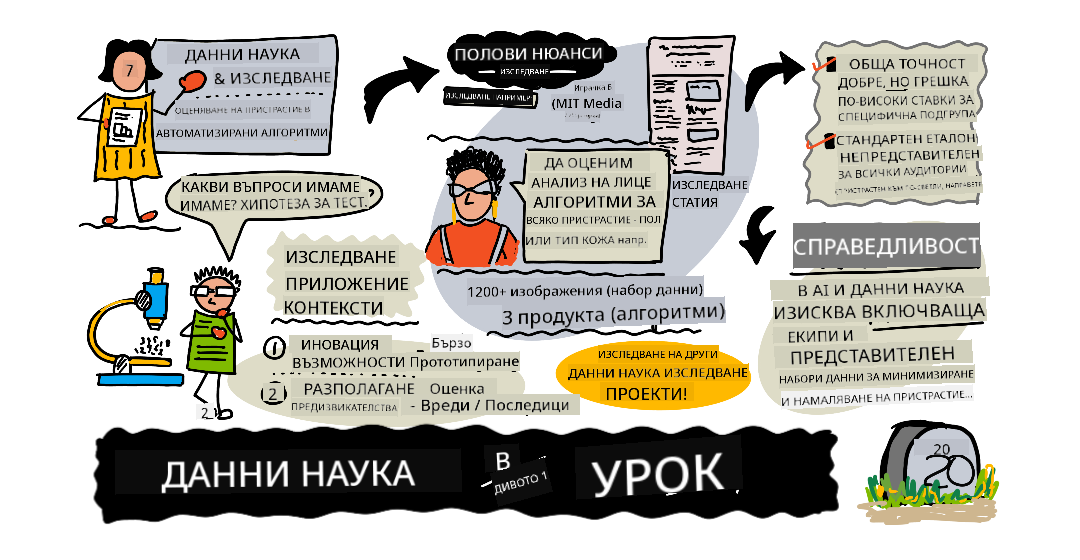 7
ДАННИ НАУКА
& ИЗСЛЕДВАНЕ
ОЦЕНЯВАНЕ НА ПРИСТРАСТИЕ В
АВТОМАТИЗИРАНИ АЛГОРИТМИ
КАКВИ ВЪПРОСИ ИМАМЕ ?
ИМАМЕ? ХИПОТЕЗА ЗА ТЕСТ.
ИЗСЛЕДВАНЕ
ПРИЛОЖЕНИЕ
КОНТЕКСТИ
1 ИНОВАЦИЯ - Бързо
ВЪЗМОЖНОСТИ Прототипиране
2 РАЗПОЛАГАНЕ Оценка
ПРЕДИЗВИКАТЕЛСТВА - Вреди / Последици
2
ПОЛОВИ НЮАНСИ
ИЗСЛЕДВАНЕ
ИЗСЛЕДВАНЕ НАПРИМЕР
Играчка Б
(MIT Media
ДА ОЦЕНИМ
АНАЛИЗ НА ЛИЦЕ
АЛГОРИТМИ ЗА
ВСЯКО ПРИСТРАСТИЕ - ПОЛ
ИЛИ ТИП КОЖА напр.
ИЗСЛЕДВАНЕ
СТАТИЯ
1200+ изображения (набор данни)
3 продукта (алгоритми)
ИЗСЛЕДВАНЕ НА ДРУГИ
ДАННИ НАУКА ИЗСЛЕДВАНЕ
ПРОЕКТИ!
ОБЩА ТОЧНОСТ
ДОБРЕ, НО ГРЕШКА
ПО-ВИСОКИ СТАВКИ ЗА
СПЕЦИФИЧНА ПОДГРУПА
СТАНДАРТЕН ЕТАЛОН
НЕПРЕДСТАВИТЕЛЕН
ЗА ВСИЧКИ АУДИТОРИИ
СПРАВЕДЛИВОСТ
В AI И ДАННИ НАУКА
ИЗИСКВА ВКЛЮЧВАЩА
ЕКИПИ И
ПРЕДСТАВИТЕЛЕН
НАБОРИ ДАННИ ЗА МИНИМИЗИРАНЕ
И НАМАЛЯВАНЕ НА ПРИСТРАСТИЕ...
ДАННИ НАУКА
В
ДИВОТО 1
УРОК
20
20